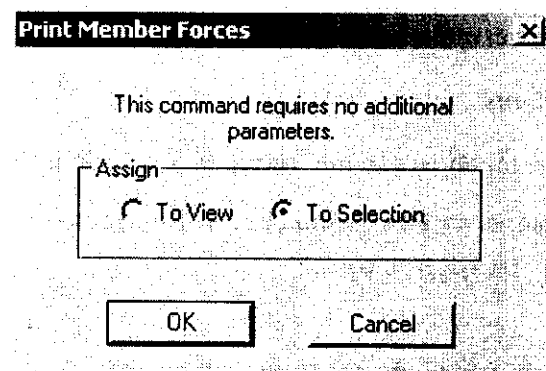 Print Member Forces
This command requires no additional
parameters.
Assign
To View To Selection
OK Cancel